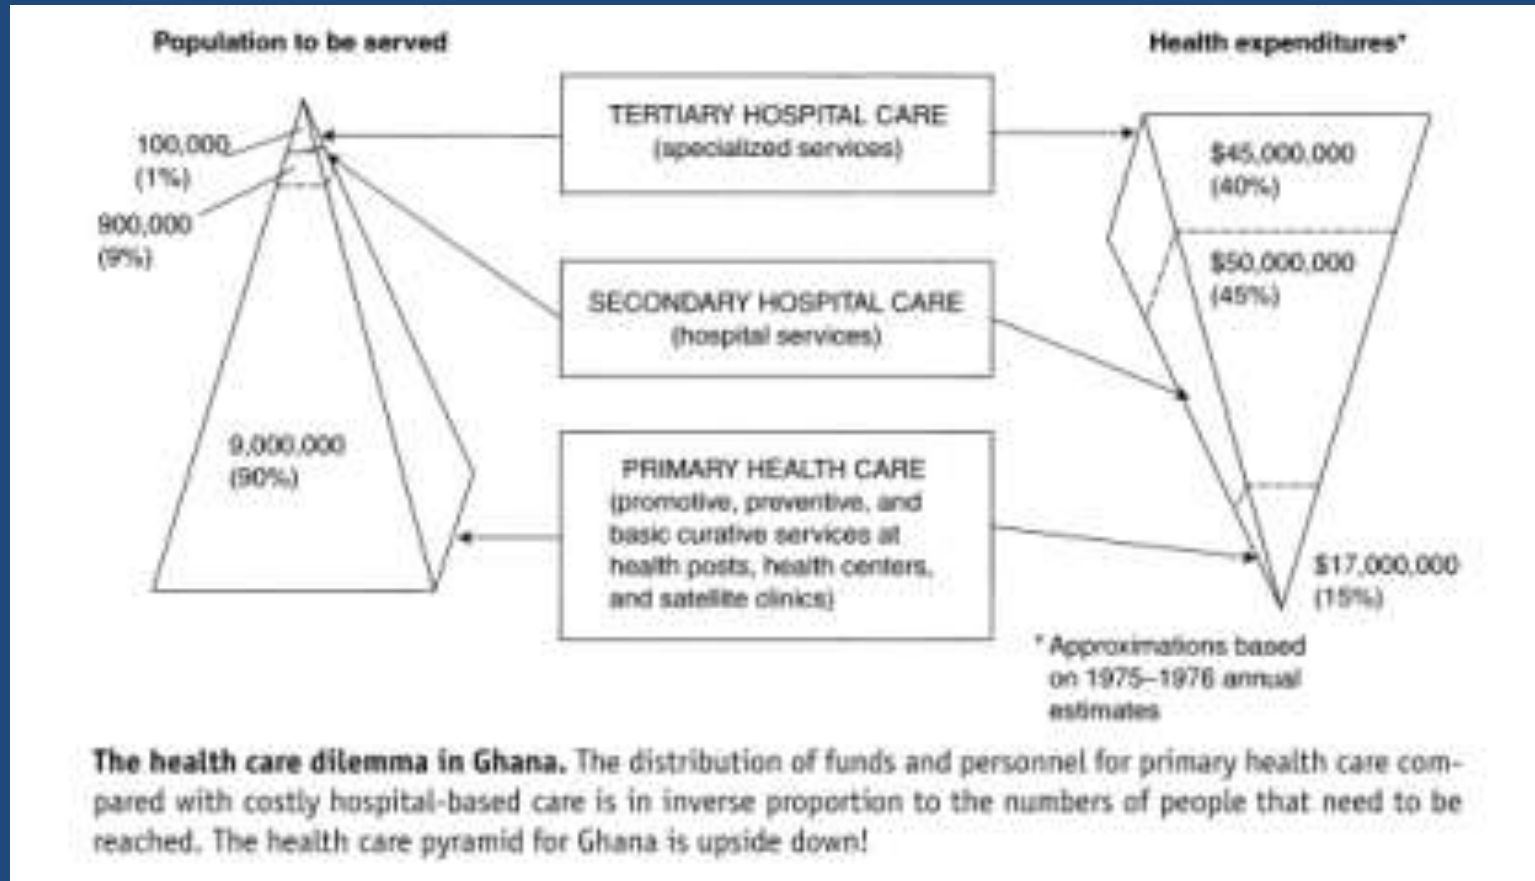 Population to be served
Health expenditures*
100,000
(1%)
900,000
(9%)
9,000,000
(90%)
TERTIARY HOSPITAL CARE
(specialized services)
SECONDARY HOSPITAL CARE
(hospital services)
PRIMARY HEALTH CARE
(promotive, preventive, and
basic curative services at
health posts, health centers,
and satellite clinics)
$45,000,000
(40%)
$50,000,000
(45%)
$17,000,000
(15%)
* Approximations based
on 1975–1976 annual
estimates
The health care dilemma in Ghana. The distribution of funds and personnel for primary health care com-
pared with costly hospital-based care is in inverse proportion to the numbers of people that need to be
reached. The health care pyramid for Ghana is upside down!